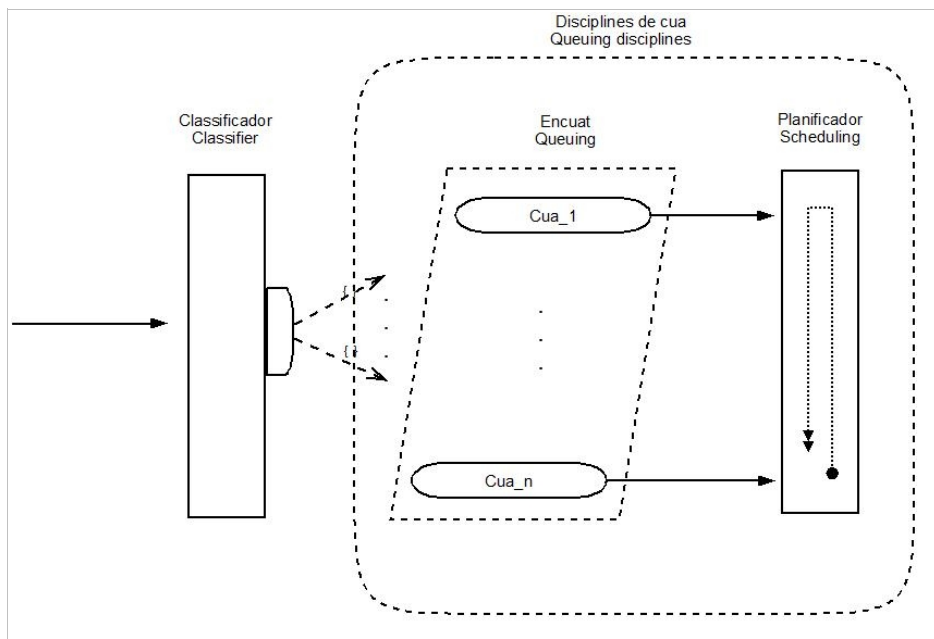 Disciplines de cua
Queuing disciplines
Classificador
Classifier
Encuat
Queuing
Planificador
Scheduling
Cua_1
{ }
{ }
Cua_n